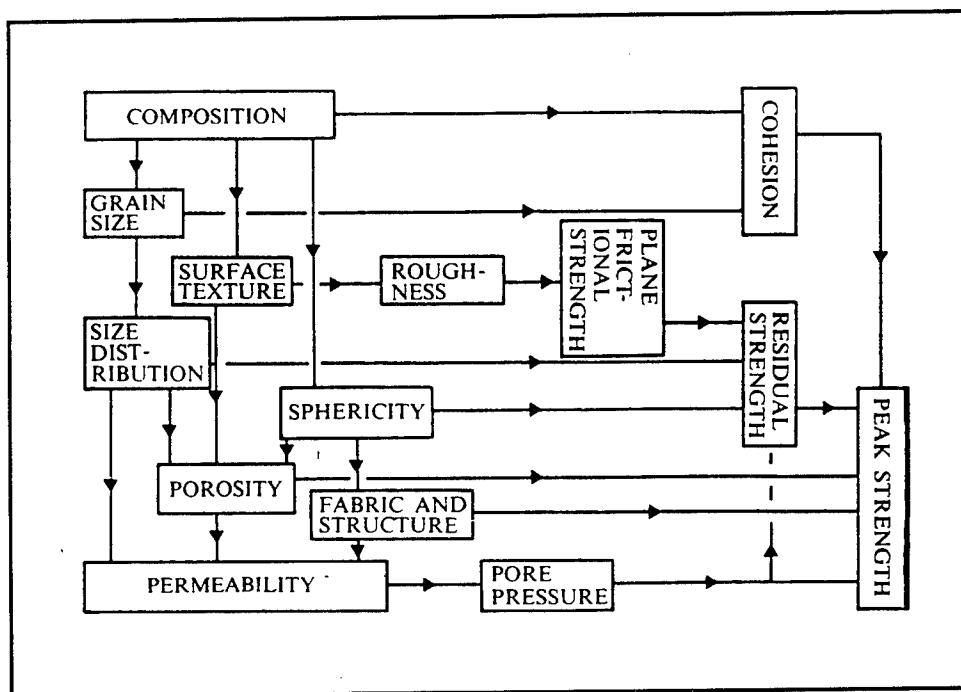 COMPOSITION
COHESION
GRAIN
SIZE
PLANE
FRICT-
IONAL
STRENGTH
SURFACE
TEXTURE
ROUGH-
NESS
SIZE
DIST-
RIBUTION
RESIDUAL
STRENGTH
SPHERICITY
PEAK STRENGTH
POROSITY
FABRIC AND
STRUCTURE
PERMEABILITY
PORE
PRESSURE